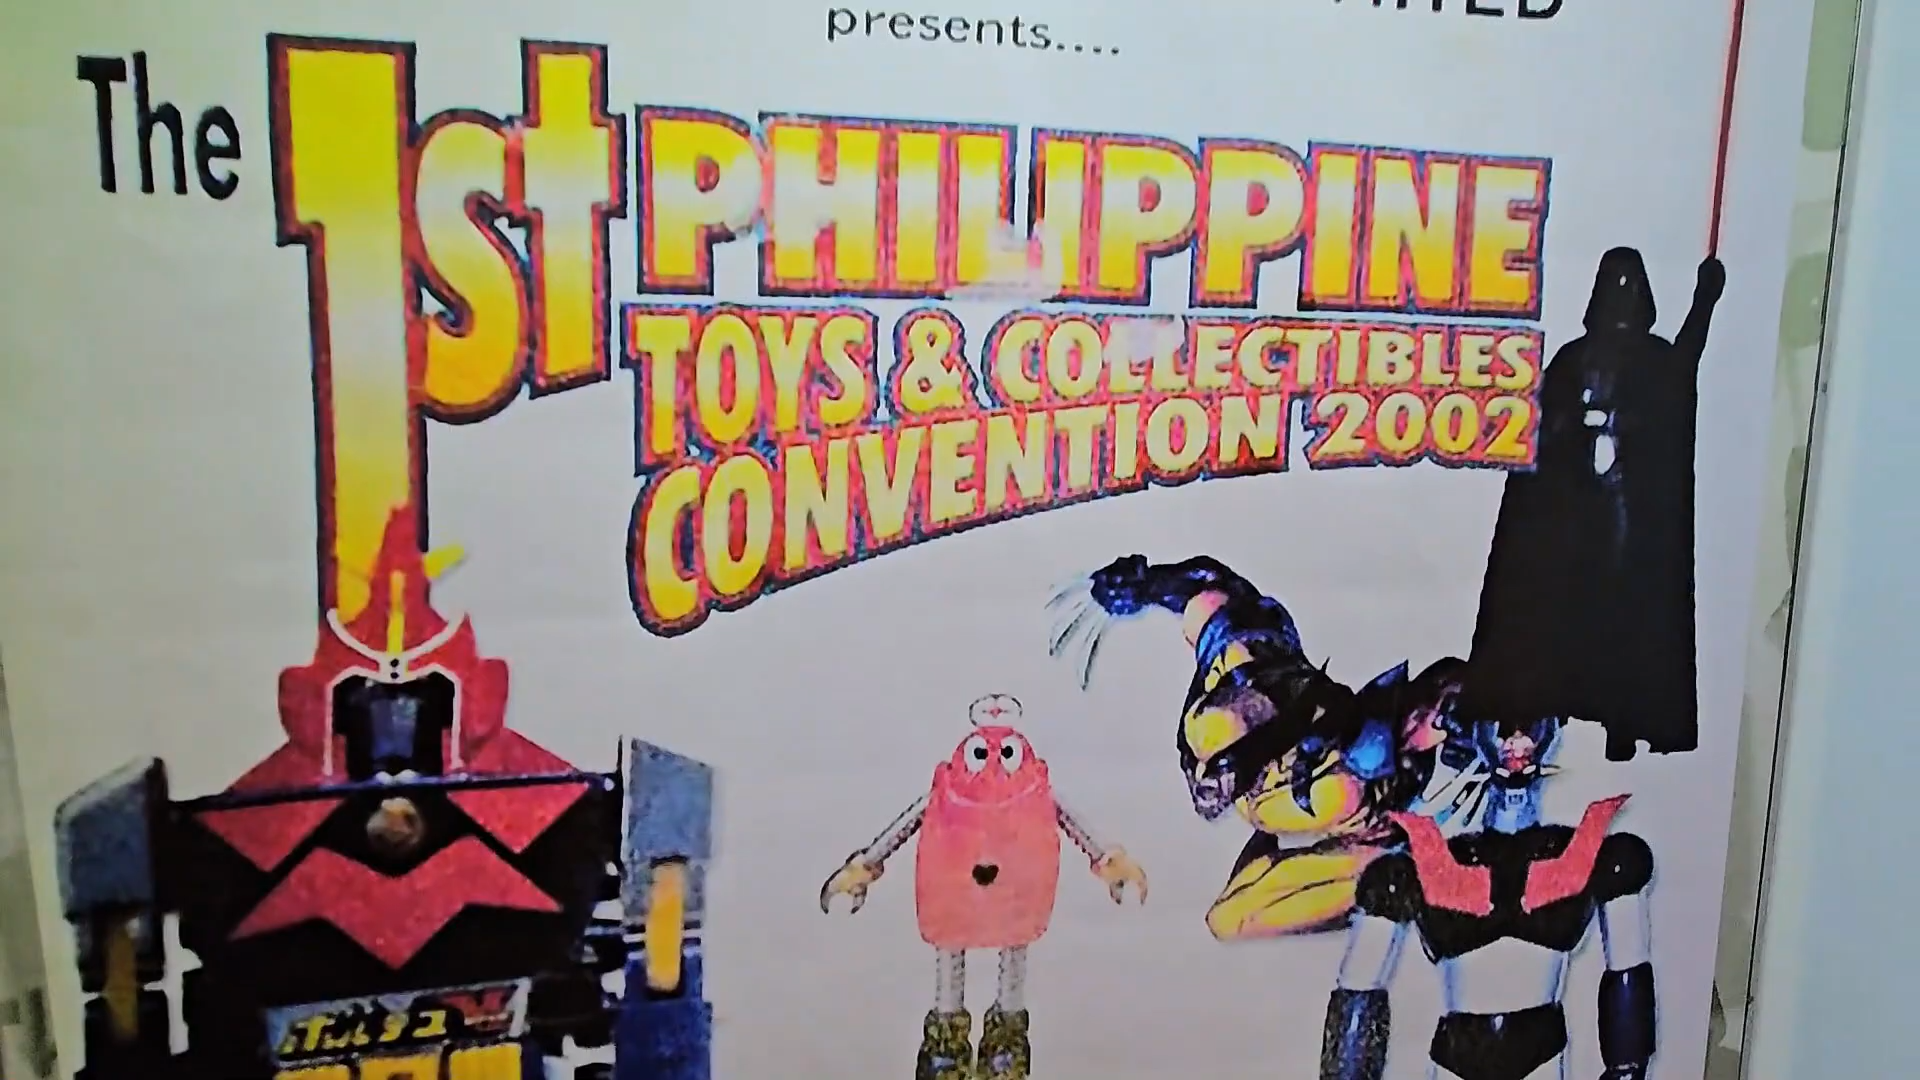 presents....
The 1st PHILIPPINE
TOYS & COLLECTIBLES
CONVENTION 2002